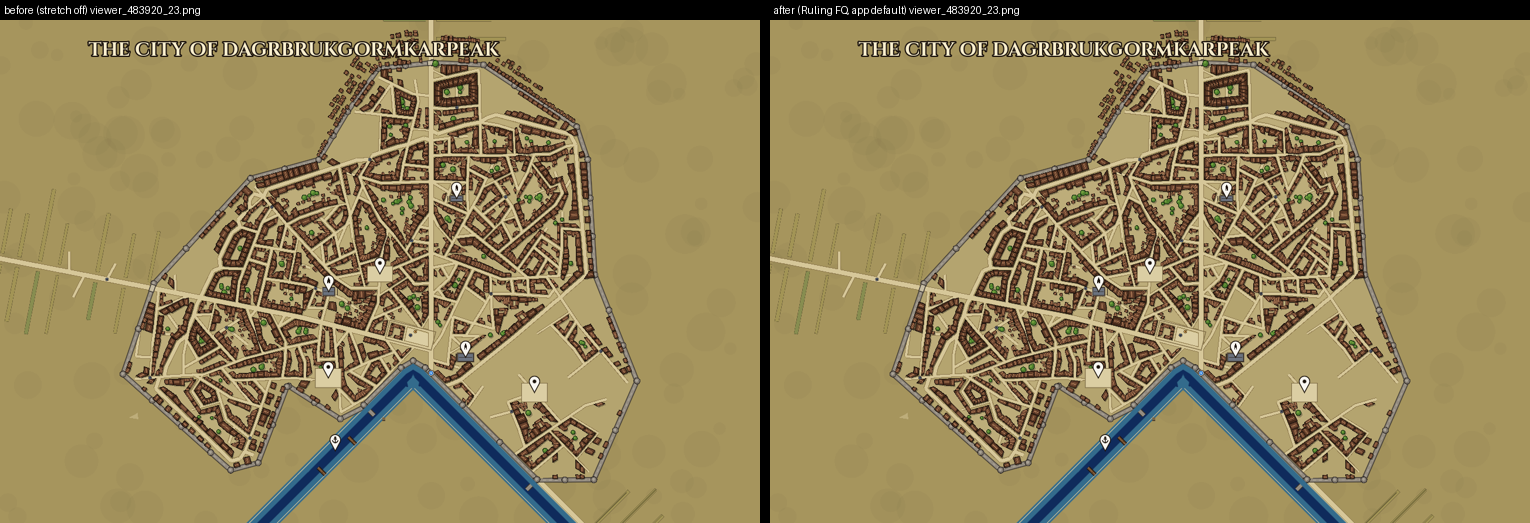 before (stretch off) viewer_483920_23.png
after (Ruling FQ, app default) viewer_483920_23.png
THE CITY OF DAGRBRUKGORMKARPEAK
THE CITY OF DAGRBRUKGORMKARPEAK